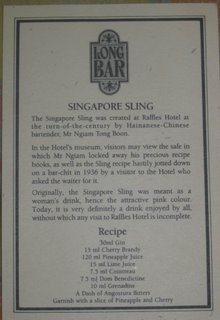 LONG
BAR
SINGAPORE SLING
The Singapore Sling was created at Raffles Hotel at
the turn-of-the-century by Hainanese-Chinese
bartender, Mr Ngiam Tong Boon.
In the Hotel's museum, visitors may view the safe in
which Mr Ngiam locked away his precious recipe
books, as well as the Sling recipe hastily jotted down
on a bar-chit in 1936 by a visitor to the Hotel who
asked the waiter for it.
Originally, the Singapore Sling was meant as a
woman's drink, hence the attractive pink colour.
Today, it is very definitely a drink enjoyed by all,
without which any visit to Raffles Hotel is incomplete.
Recipe
30ml Gin
15 ml Cherry Brandy
120 ml Pineapple Juice
15 ml Lime Juice
7.5 ml Cointreau
7.5 ml Dom Benedictine
10 ml Grenadine
A Dash of Angostura Bitters
Garnish with a slice of Pineapple and Cherry